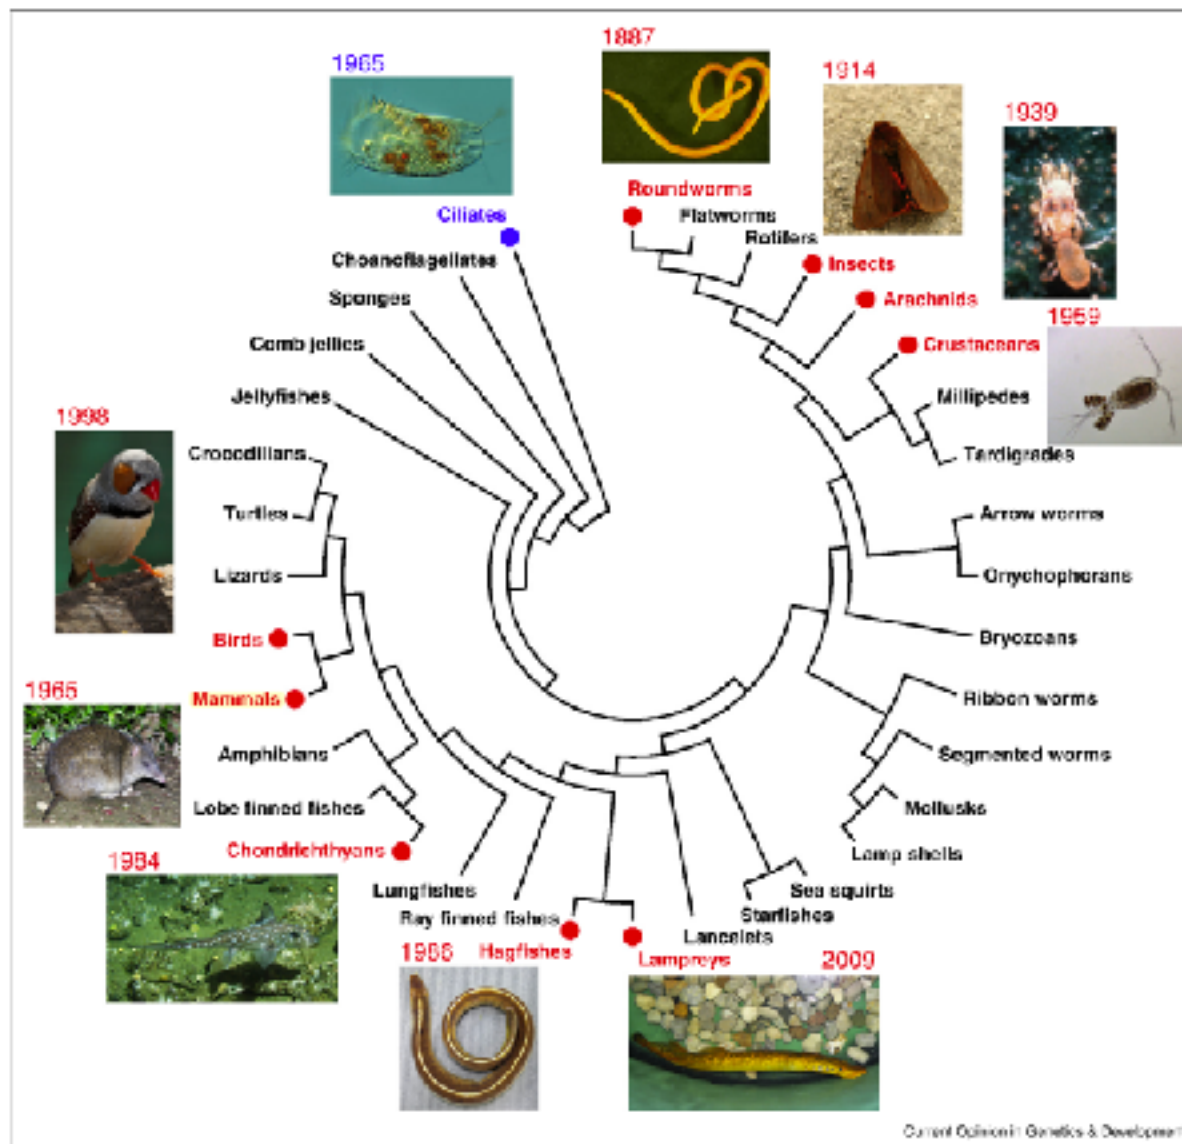 1887
1965
1914
1939
Roundworms
Ciliates
Flatworms
Rotifers
Choanoflagellates
Insects
Sponges
Arachnids
1959
Comb jellies
Crustaceans
Jellyfishes
Millipedes
1998
Crocodilians
Tardigrades
Turtles
Arrow worms
Lizards
Onychophorans
Birds
Bryozoans
1965
Mammals
Ribbon worms
Amphibians
Segmented worms
Lobe finned fishes
Mollusks
Chondrichthyans
Lamp shells
1984
Lungfishes
Sea squirts
Ray finned fishes
Starfishes
Lancelets
1986
Hagfishes
Lampreys
2009
Current Opinion in Genetics & Development